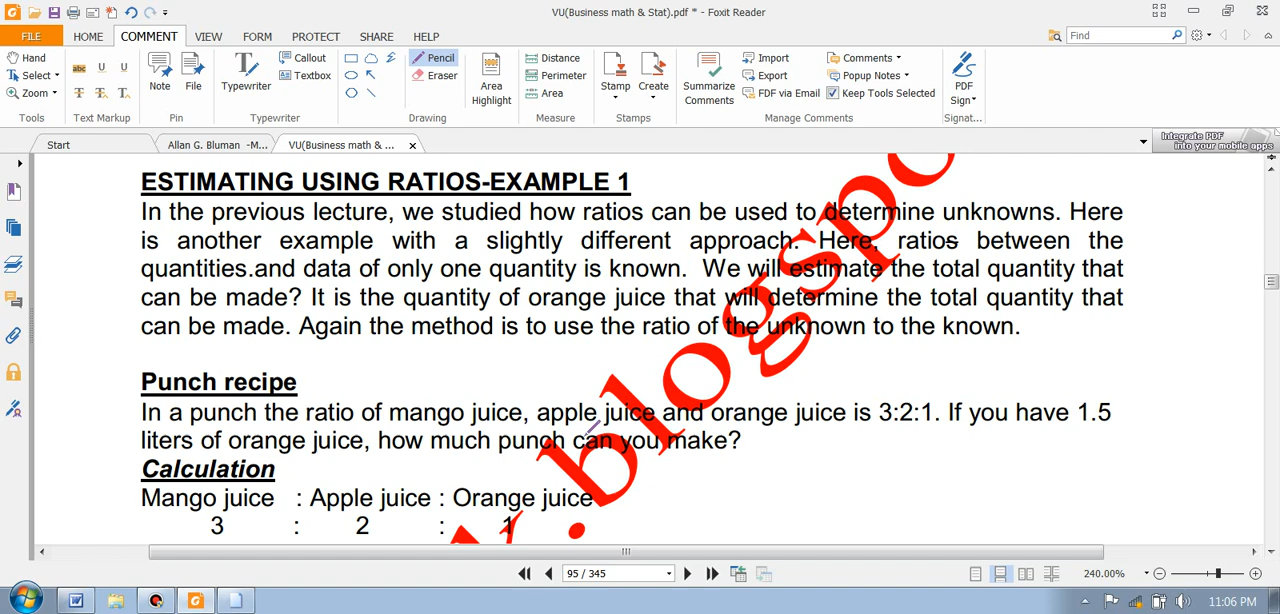 VU(Business math & Stat).pdf * - Foxit Reader
FILE HOME COMMENT VIEW FORM PROTECT SHARE HELP Find
Hand
Select
Zoom
Tools
abc U U
T T T
Text Markup
Note File
Pin
Typewriter
Callout
Textbox
Typewriter
Pencil
Eraser
Area
Highlight
Drawing
Distance
Perimeter
Area
Measure
Stamp Create
Stamps
Summarize
Comments
Import
Export
FDF via Email
Comments
Popup Notes
Keep Tools Selected
Manage Comments
PDF
Sign
Signat...
Start Allan G. Bluman -M... VU(Business math & ...
Integrate PDF
into your mobile apps
ESTIMATING USING RATIOS-EXAMPLE 1
In the previous lecture, we studied how ratios can be used to determine unknowns. Here
is another example with a slightly different approach. Here, ratios between the
quantities.and data of only one quantity is known. We will estimate the total quantity that
can be made? It is the quantity of orange juice that will determine the total quantity that
can be made. Again the method is to use the ratio of the unknown to the known.
Punch recipe
In a punch the ratio of mango juice, apple juice and orange juice is 3:2:1. If you have 1.5
liters of orange juice, how much punch can you make?
Calculation
Mango juice : Apple juice : Orange juice
3 : 2 : 1
.blogspo
95 / 345
240.00%
11:06 PM